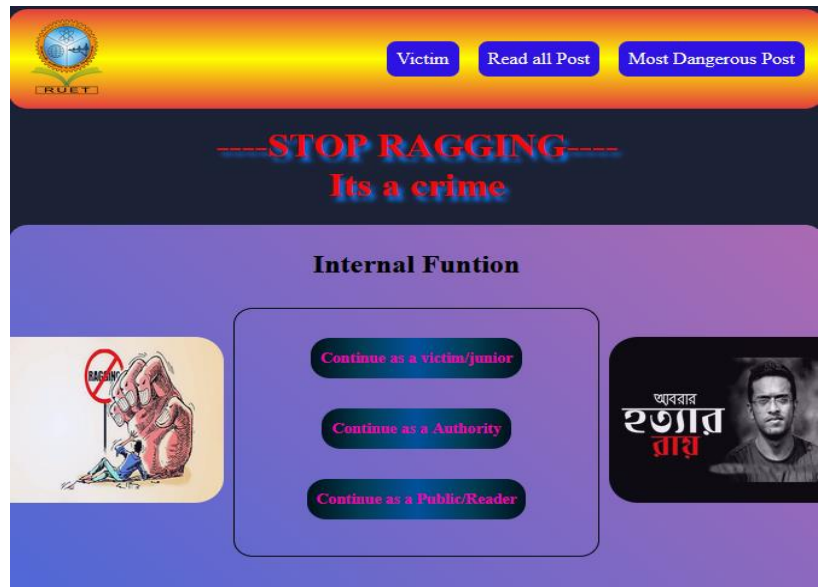 RUET
Victim
Read all Post
Most Dangerous Post
----STOP RAGGING----
Its a crime
Internal Funtion
RAGGING
Continue as a victim/junior
Continue as a Authority
Continue as a Public/Reader
আবরার
হত্যার
রায়